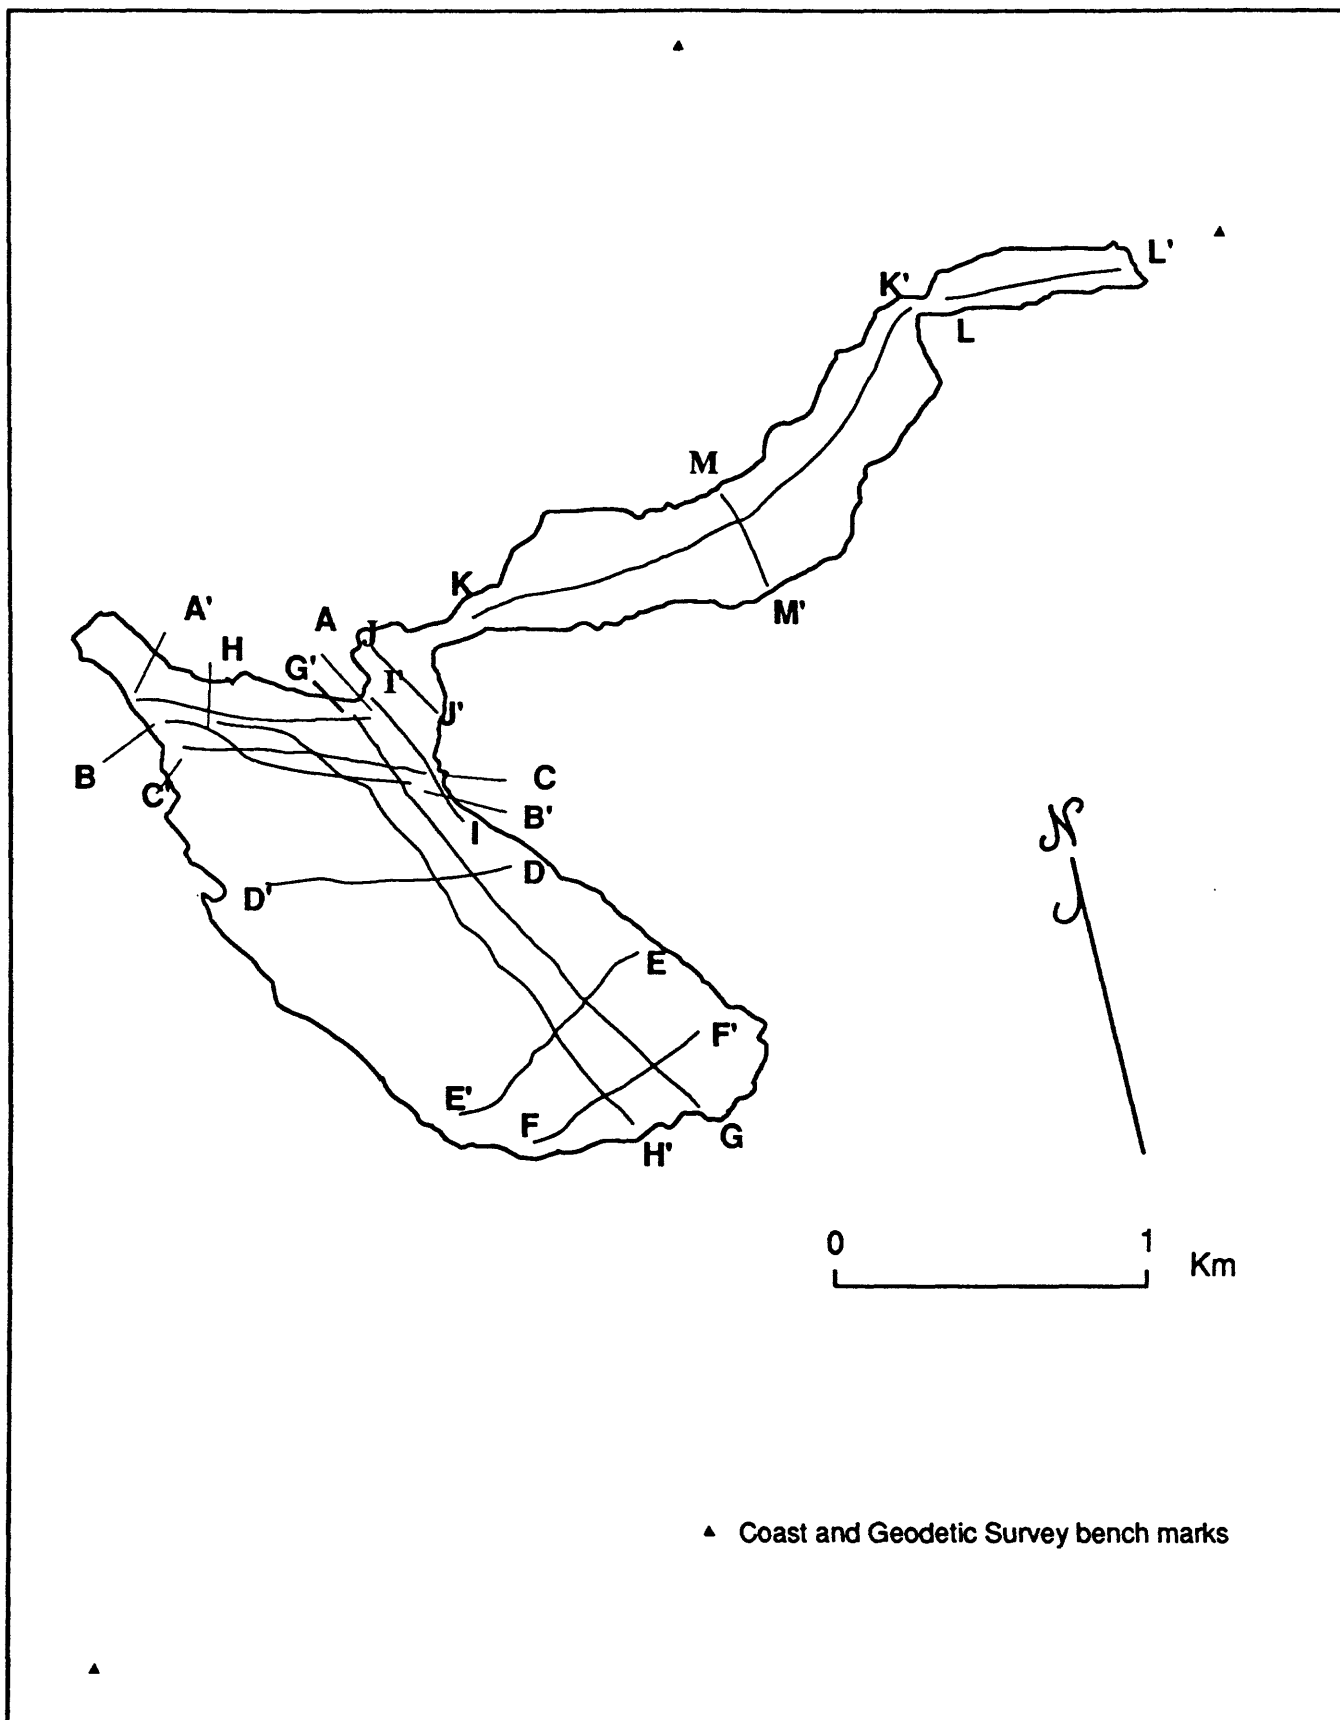 L'
K'
L
M
K
A'
A
M'
H
J
G'
I'
J'
B
C'
C
B'
I
D
D'
N
E
F'
E'
F
G
H'
0 1
Km
Coast and Geodetic Survey bench marks